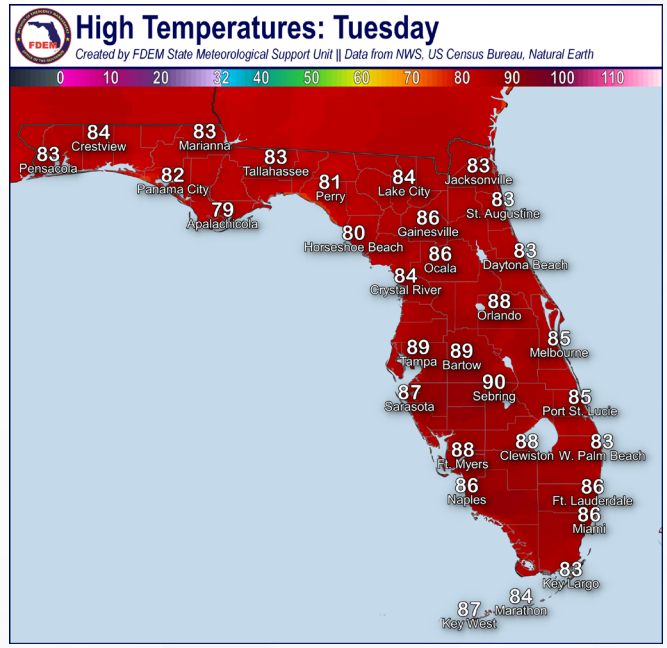 FDEM
High Temperatures: Tuesday
Created by FDEM State Meteorological Support Unit || Data from NWS, US Census Bureau, Natural Earth
0 10 20 32 40 50 60 70 80 90 100 110
84
Crestview
83
Marianna
83
Pensacola
83
Tallahassee
82
Panama City
81
Perry
84
Lake City
83
Jacksonville
79
Apalachicola
83
St. Augustine
86
Gainesville
80
Horseshoe Beach
86
Ocala
83
Daytona Beach
84
Crystal River
88
Orlando
85
Melbourne
89
Tampa
89
Bartow
90
Sebring
87
Sarasota
85
Port St. Lucie
88
Ft. Myers
88
Clewiston
83
W. Palm Beach
86
Naples
86
Ft. Lauderdale
86
Miami
83
Key Largo
84
Marathon
87
Key West